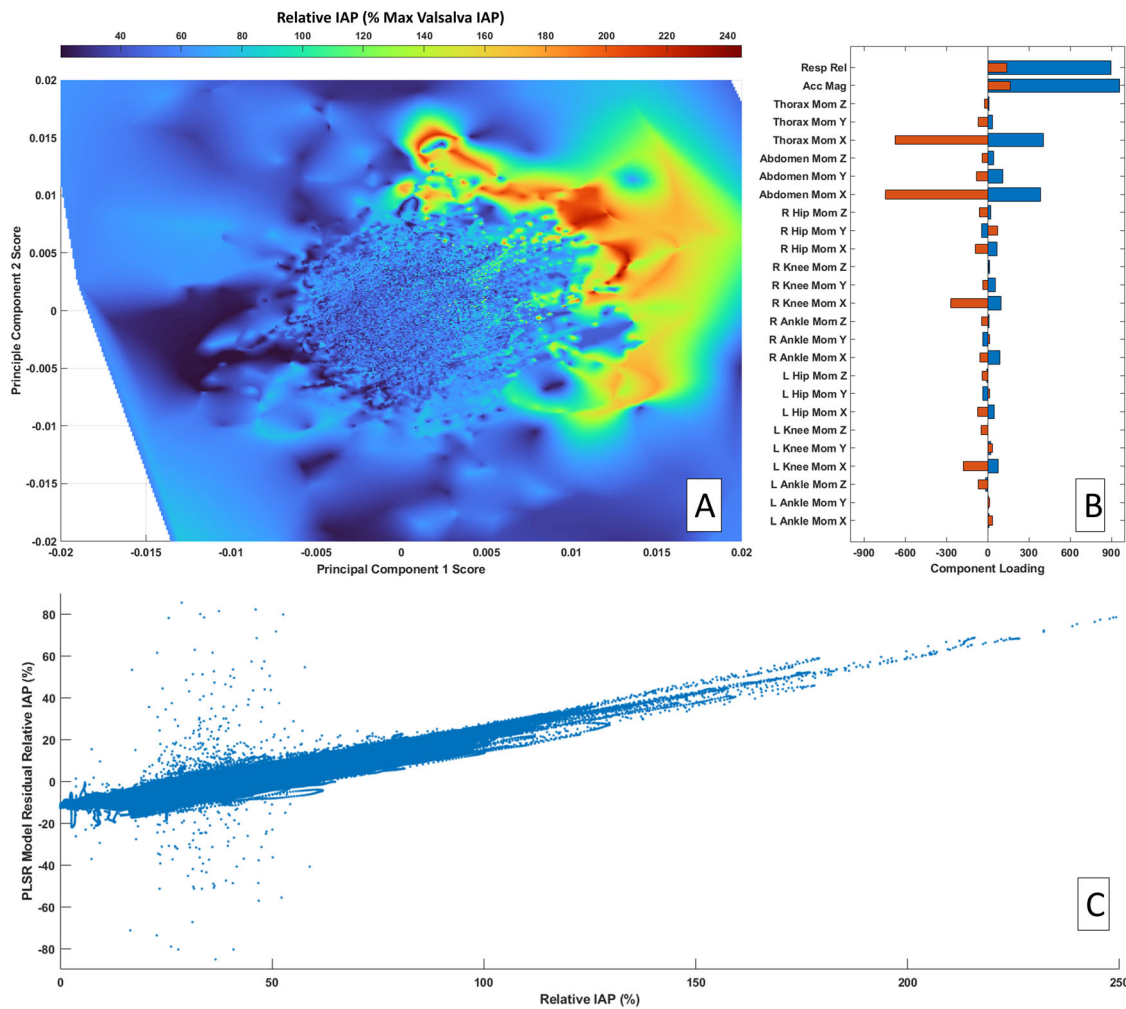 Relative IAP (% Max Valsalva IAP)
40 60 80 100 120 140 160 180 200 220 240
0.02
0.015
0.01
0.005
0
-0.005
-0.01
-0.015
-0.02
Principle Component 2 Score
-0.02 -0.015 -0.01 -0.005 0 0.005 0.01 0.015 0.02
Principal Component 1 Score
A
Resp Rel
Acc Mag
Thorax Mom Z
Thorax Mom Y
Thorax Mom X
Abdomen Mom Z
Abdomen Mom Y
Abdomen Mom X
R Hip Mom Z
R Hip Mom Y
R Hip Mom X
R Knee Mom Z
R Knee Mom Y
R Knee Mom X
R Ankle Mom Z
R Ankle Mom Y
R Ankle Mom X
L Hip Mom Z
L Hip Mom Y
L Hip Mom X
L Knee Mom Z
L Knee Mom Y
L Knee Mom X
L Ankle Mom Z
L Ankle Mom Y
L Ankle Mom X
-900 -600 -300 0 300 600 900
Component Loading
B
80
60
40
20
0
-20
-40
-60
-80
PLSR Model Residual Relative IAP (%)
0 50 100 150 200 250
Relative IAP (%)
C